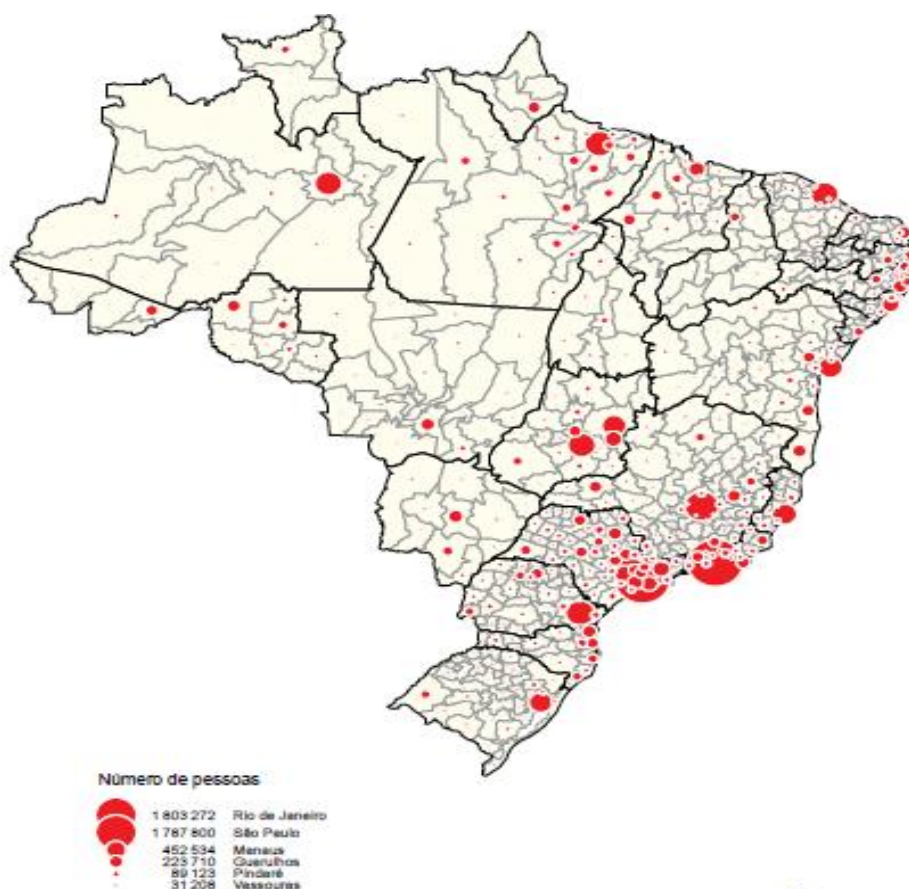 Número de pessoas
1 803 272 Rio de Janeiro
1 787 800 São Paulo
452 534 Manaus
223 710 Guarulhos
89 123 Pindaré
31 208 Vassouras